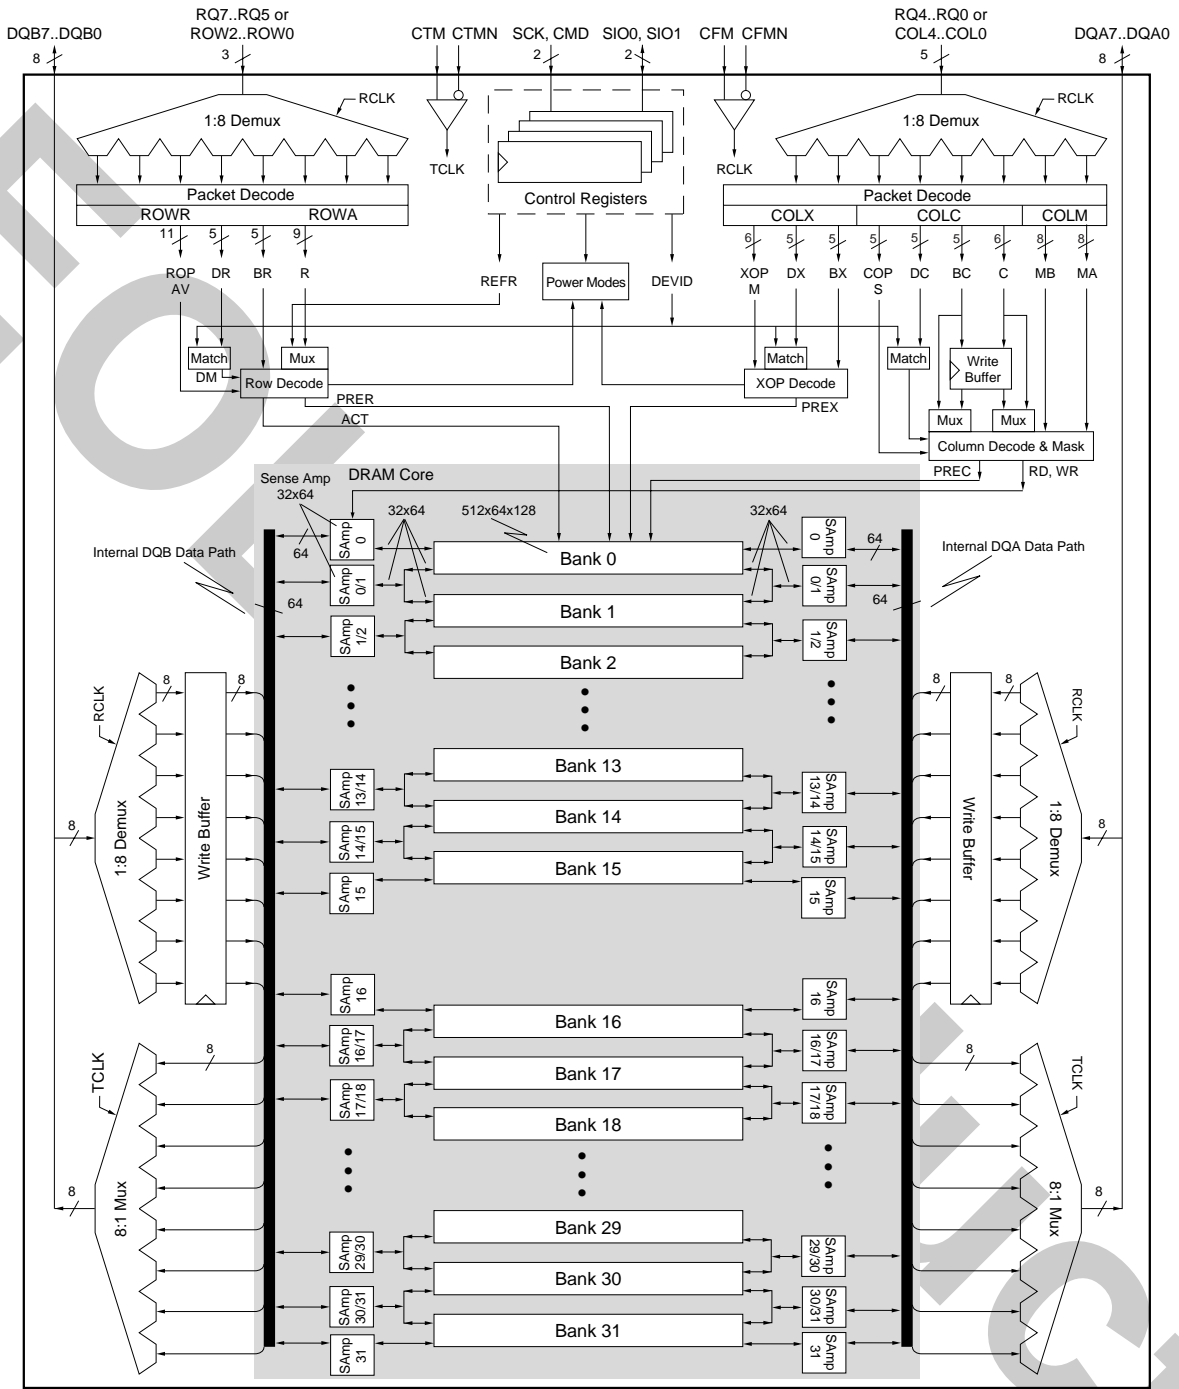 RQ7..RQ5 or
ROW2..ROW0
DQB7..DQB0
CTM CTMN
SCK, CMD
SIO0, SIO1
CFM CFMN
RQ4..RQ0 or
COL4..COL0
DQA7..DQA0
8
3
2
2
5
8
RCLK
1:8 Demux
TCLK
Control Registers
RCLK
RCLK
1:8 Demux
Packet Decode
ROWR
ROWA
Packet Decode
COLX
COLC
COLM
11
5
5
9
6
5
5
5
5
5
6
8
8
ROP
AV
DR
BR
R
REFR
Power Modes
DEVID
XOP
M
DX
BX
COP
S
DC
BC
C
MB
MA
Match
DM
Mux
Row Decode
Match
XOP Decode
Match
Write
Buffer
Mux
Mux
Column Decode & Mask
PRER
ACT
PREX
PREC
RD, WR
DRAM Core
Sense Amp
32x64
32x64
512x64x128
32x64
Internal DQB Data Path
Internal DQA Data Path
64
64
64
64
SAmp
0
Bank 0
SAmp
0
SAmp
0/1
SAmp
0/1
Bank 1
SAmp
1/2
SAmp
1/2
Bank 2
8
8
8
8
RCLK
RCLK
Bank 13
SAmp
13/14
SAmp
13/14
Bank 14
SAmp
14/15
SAmp
14/15
Bank 15
SAmp
15
SAmp
15
8
1:8 Demux
Write Buffer
Write Buffer
1:8 Demux
8
SAmp
16
SAmp
16
Bank 16
SAmp
16/17
SAmp
16/17
Bank 17
SAmp
17/18
SAmp
17/18
Bank 18
8
8
TCLK
TCLK
8
8:1 Mux
8:1 Mux
8
Bank 29
SAmp
29/30
SAmp
29/30
Bank 30
SAmp
30/31
SAmp
30/31
Bank 31
SAmp
31
SAmp
31